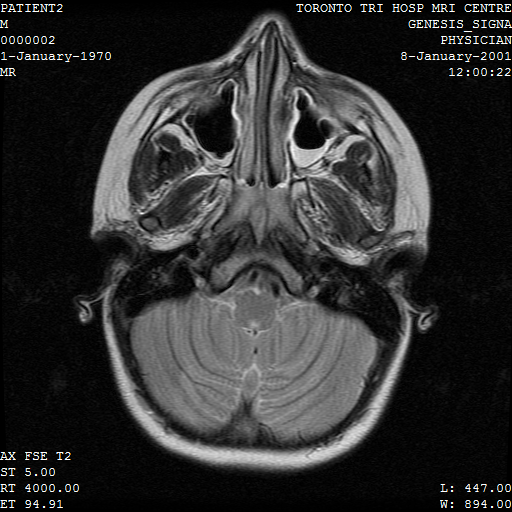 PATIENT2
M
0000002
1-January-1970
MR
TORONTO TRI HOSP MRI CENTRE
GENESIS_SIGNA
PHYSICIAN
8-January-2001
12:00:22
AX FSE T2
ST 5.00
RT 4000.00
ET 94.91
L: 447.00
W: 894.00